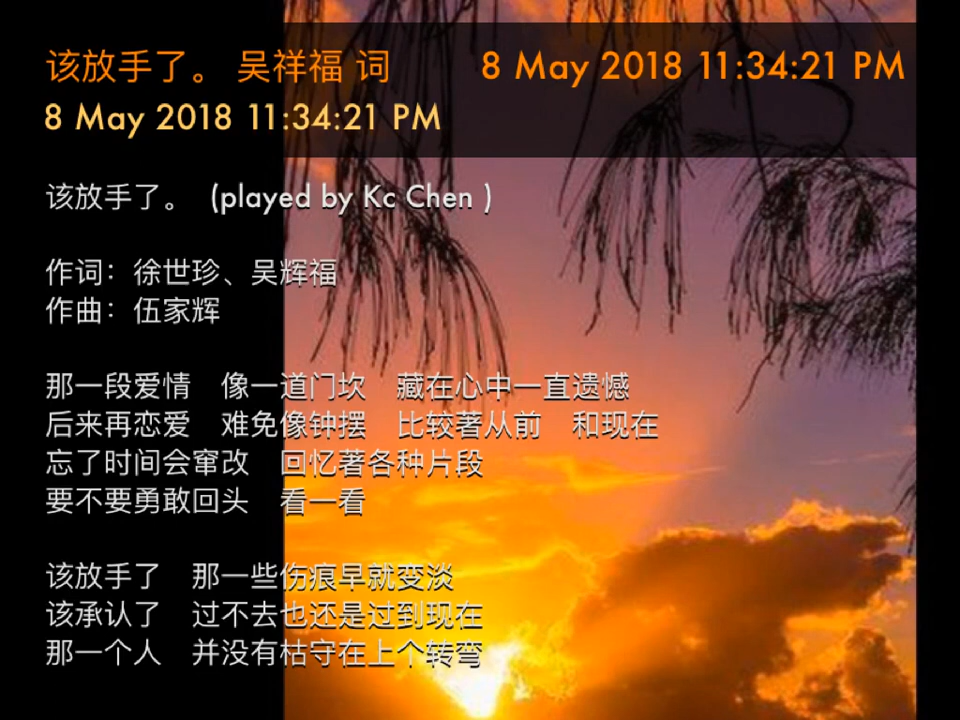 该放手了。 吴祥福 词 8 May 2018 11:34:21 PM
8 May 2018 11:34:21 PM
该放手了。 (played by Kc Chen )
作词：徐世珍、吴辉福
作曲：伍家辉
那一段爱情 像一道门坎 藏在心中一直遗憾
后来再恋爱 难免像钟摆 比较著从前 和现在
忘了时间会窜改 回忆著各种片段
要不要勇敢回头 看一看
该放手了 那一些伤痕早就变淡
该承认了 过不去也还是过到现在
那一个人 并没有枯守在上个转弯